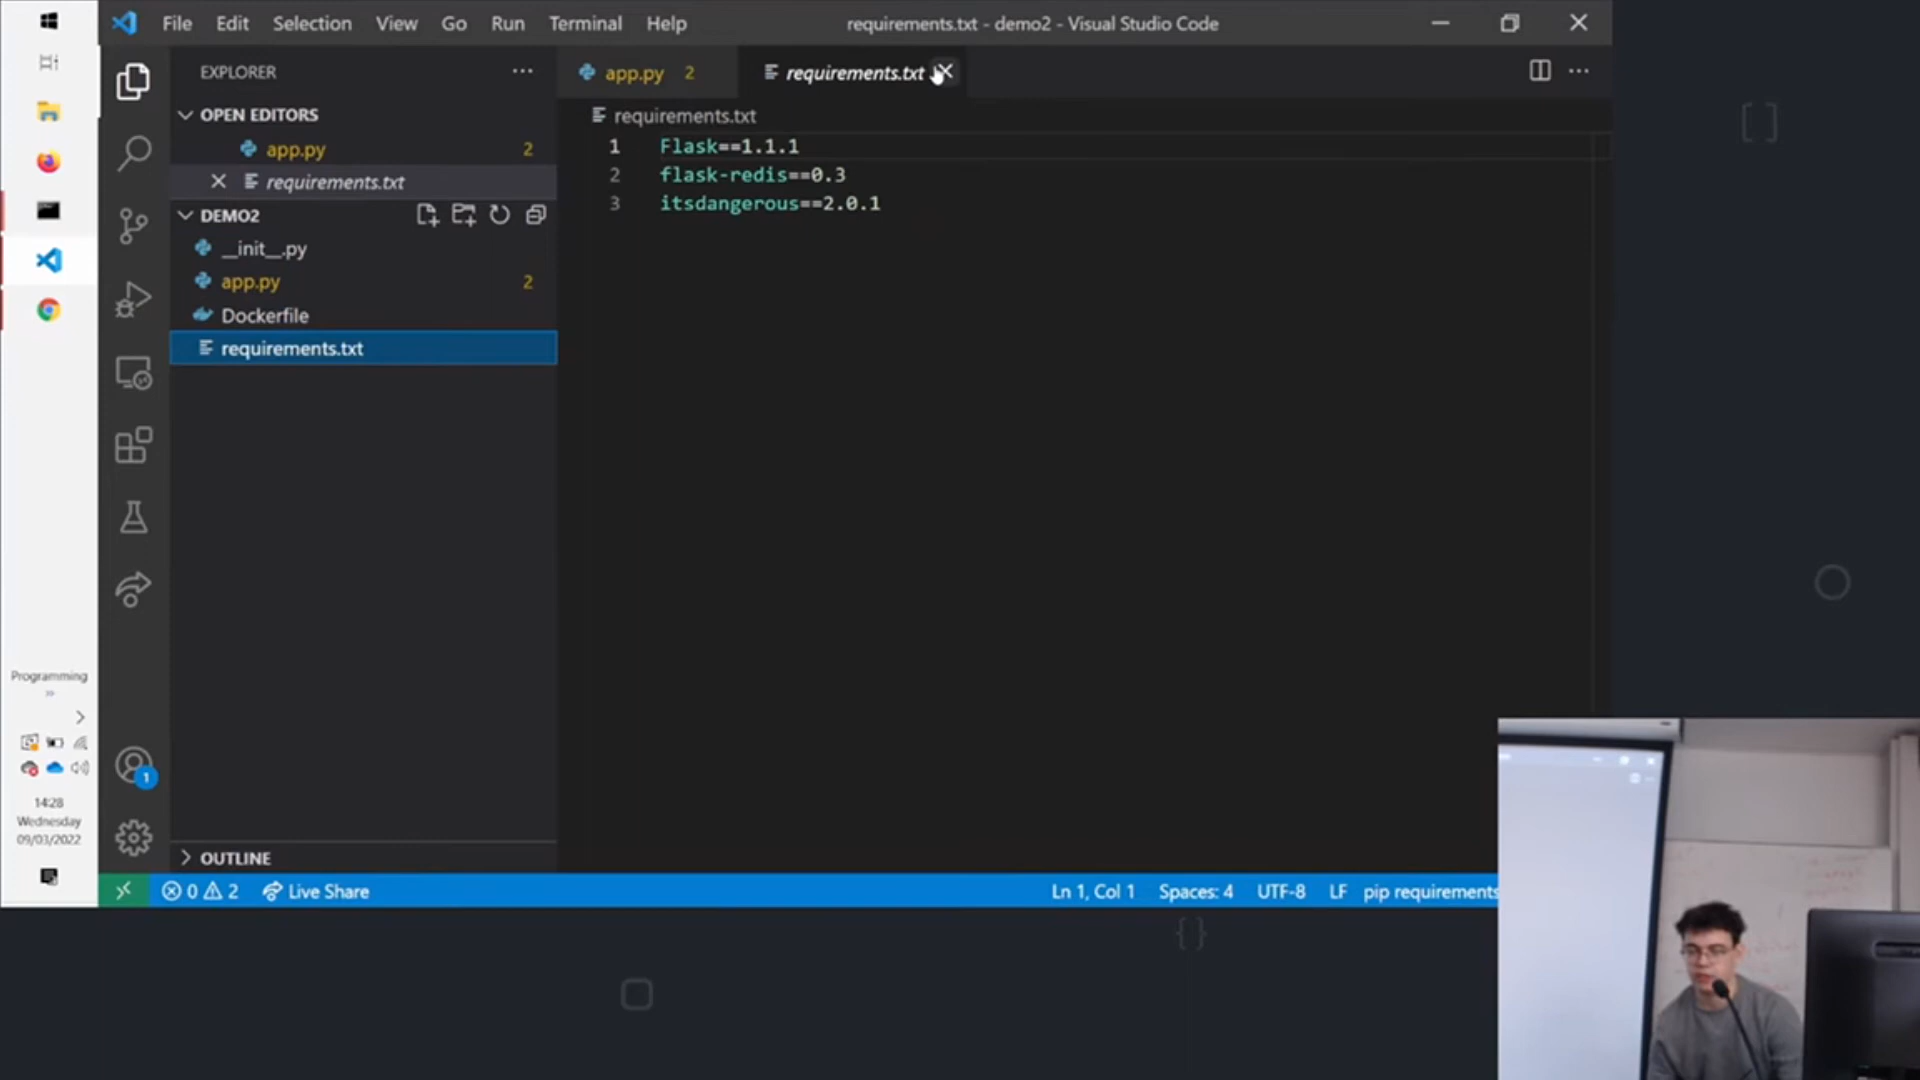 File Edit Selection View Go Run Terminal Help requirements.txt - demo2 - Visual Studio Code
EXPLORER
app.py 2
requirements.txt
OPEN EDITORS
app.py 2
requirements.txt
DEMO2
__init__.py
app.py 2
Dockerfile
requirements.txt
OUTLINE
requirements.txt
1 Flask==1.1.1
2 flask-redis==0.3
3 itsdangerous==2.0.1
Programming
14:28
Wednesday
09/03/2022
1
0 2 Live Share Ln 1, Col 1 Spaces: 4 UTF-8 LF pip requirements
{}
[]